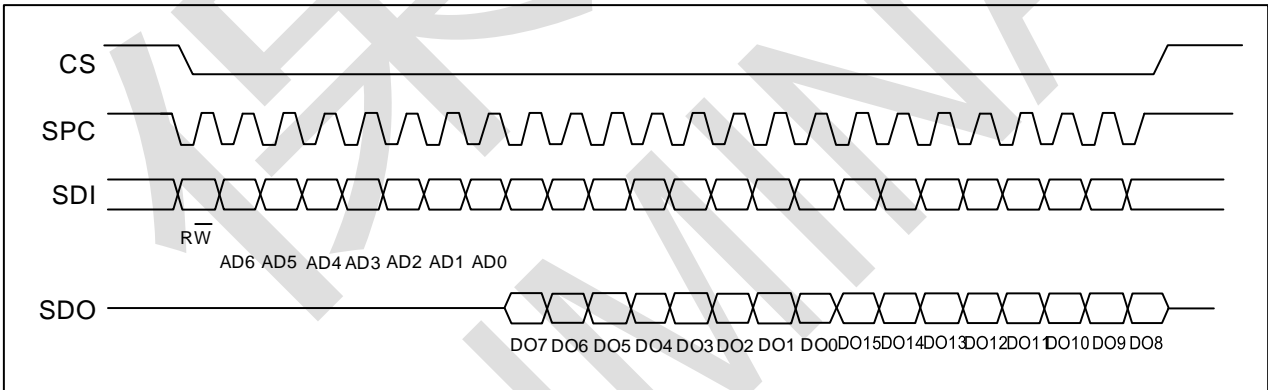 CS
SPC
SDI
RW
AD6 AD5 AD4 AD3 AD2 AD1 AD0
SDO
DO7 DO6 DO5 DO4 DO3 DO2 DO1 DO0 DO15 DO14 DO13 DO12 DO11 DO10 DO9 DO8